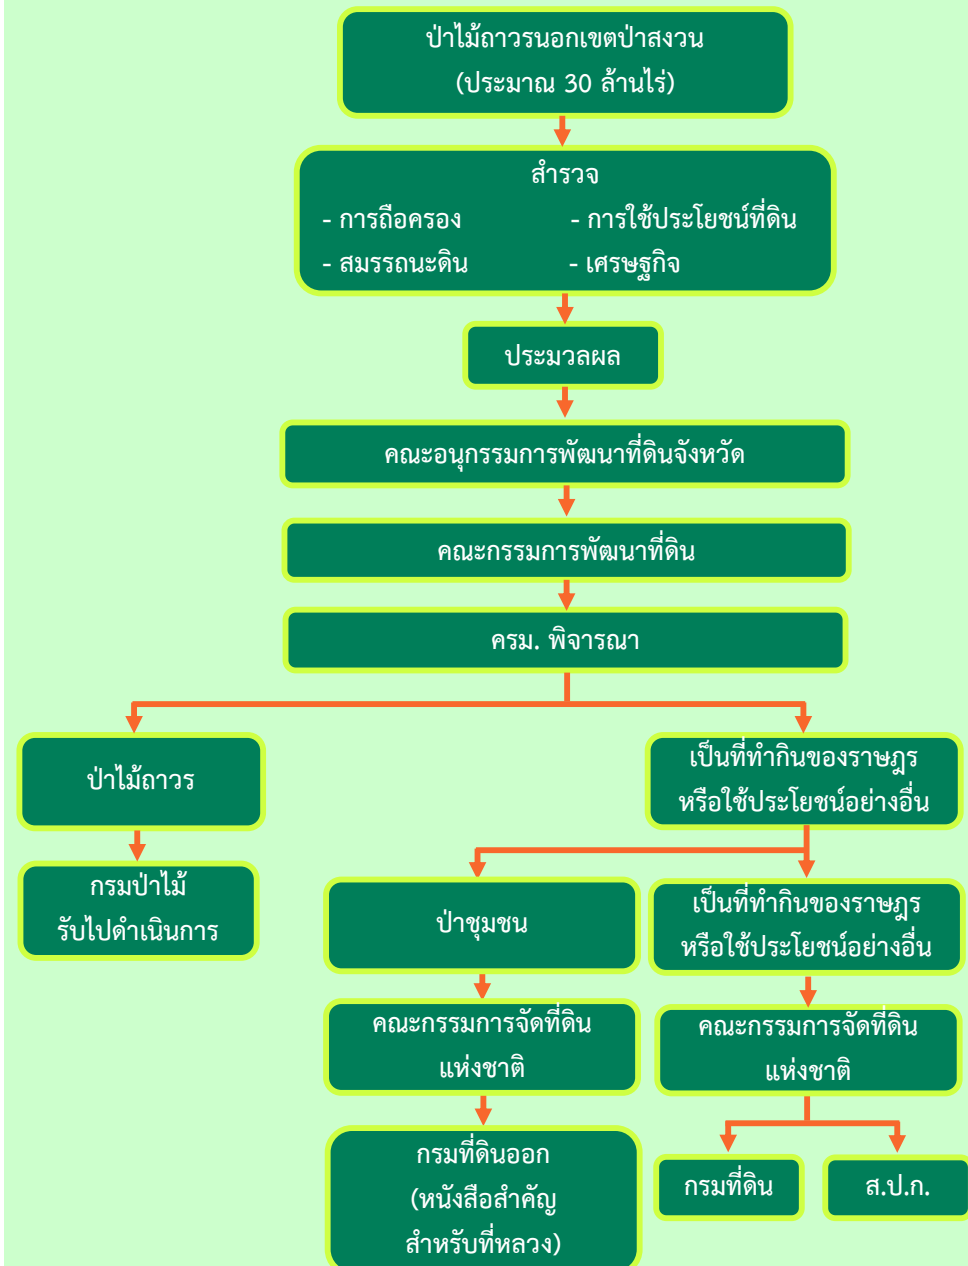 ป่าไม้ถาวรนอกเขตป่าสงวน
(ประมาณ 30 ล้านไร่)
สำรวจ
- การถือครอง - การใช้ประโยชน์ที่ดิน
- สมรรถนะดิน - เศรษฐกิจ
ประมวลผล
คณะอนุกรรมการพัฒนาที่ดินจังหวัด
คณะกรรมการพัฒนาที่ดิน
ครม. พิจารณา
ป่าไม้ถาวร
เป็นที่ทำกินของราษฎร
หรือใช้ประโยชน์อย่างอื่น
กรมป่าไม้
รับไปดำเนินการ
ป่าชุมชน
เป็นที่ทำกินของราษฎร
หรือใช้ประโยชน์อย่างอื่น
คณะกรรมการจัดที่ดิน
แห่งชาติ
คณะกรรมการจัดที่ดิน
แห่งชาติ
กรมที่ดินออก
(หนังสือสำคัญ
สำหรับที่หลวง)
กรมที่ดิน
ส.ป.ก.